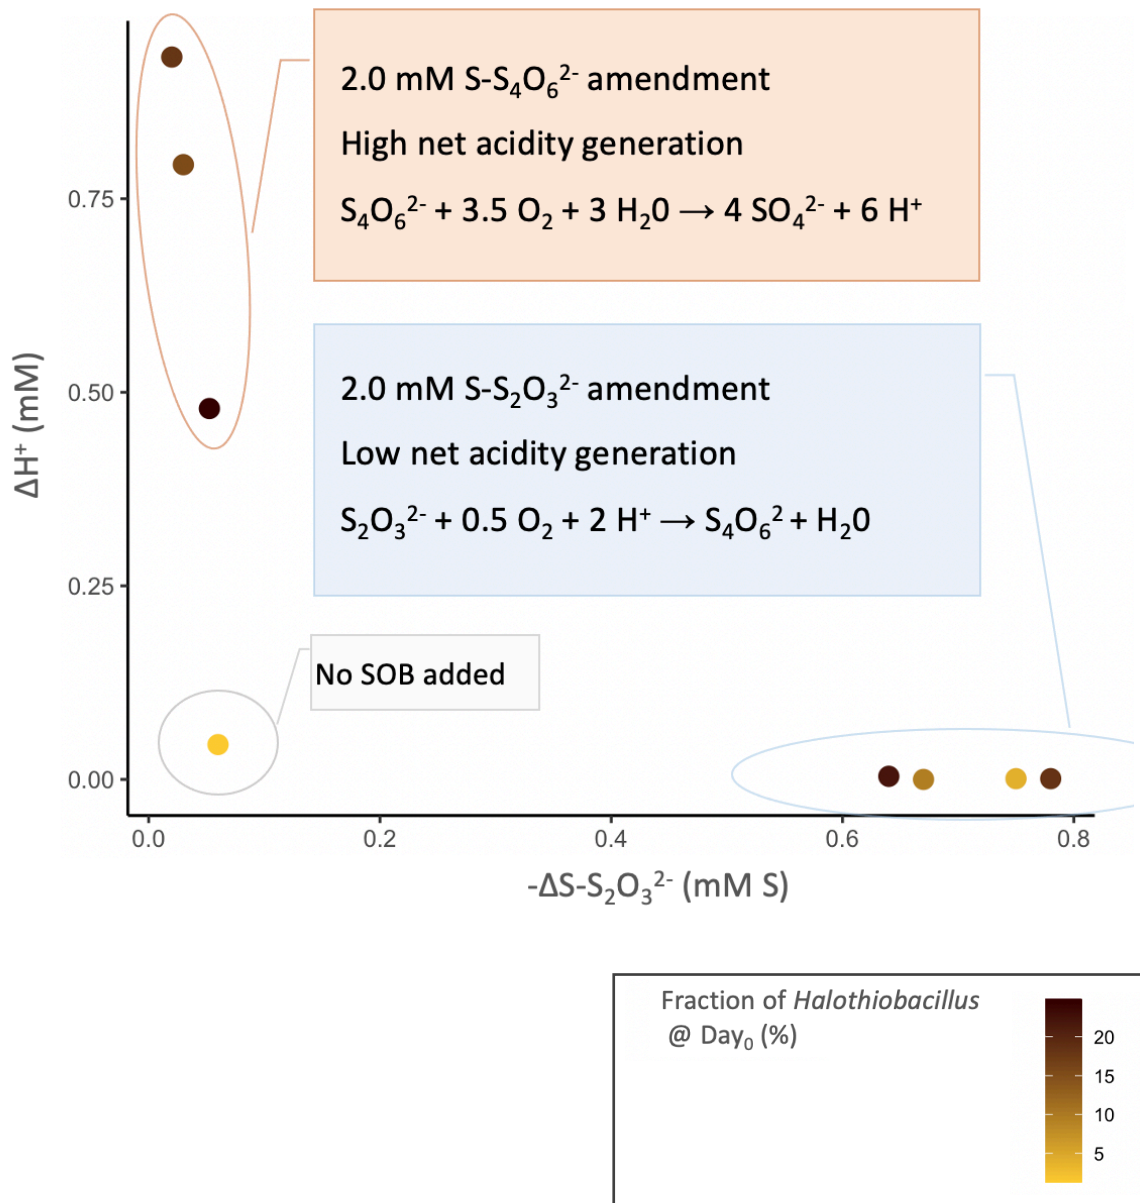 2.0 mM S-S₄O₆²⁻ amendment
High net acidity generation
S₄O₆²⁻ + 3.5 O₂ + 3 H₂0 → 4 SO₄²⁻ + 6 H⁺
2.0 mM S-S₂O₃²⁻ amendment
Low net acidity generation
S₂O₃²⁻ + 0.5 O₂ + 2 H⁺ → S₄O₆² + H₂0
No SOB added
ΔH⁺ (mM)
0.75
0.50
0.25
0.00
0.0 0.2 0.4 0.6 0.8
-ΔS-S₂O₃²⁻ (mM S)
Fraction of Halothiobacillus
@ Day₀ (%)
20
15
10
5